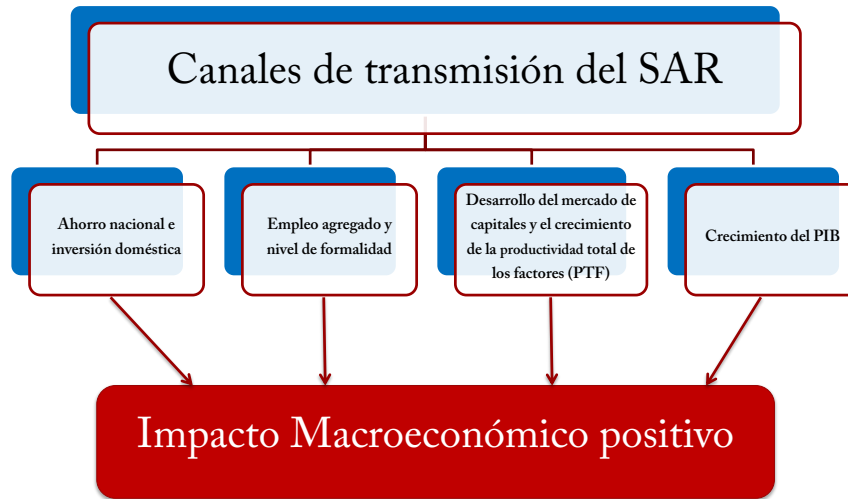 Canales de transmisión del SAR
Ahorro nacional e
inversión doméstica
Empleo agregado y
nivel de formalidad
Desarrollo del mercado de
capitales y el crecimiento
de la productividad total de
los factores (PTF)
Crecimiento del PIB
Impacto Macroeconómico positivo